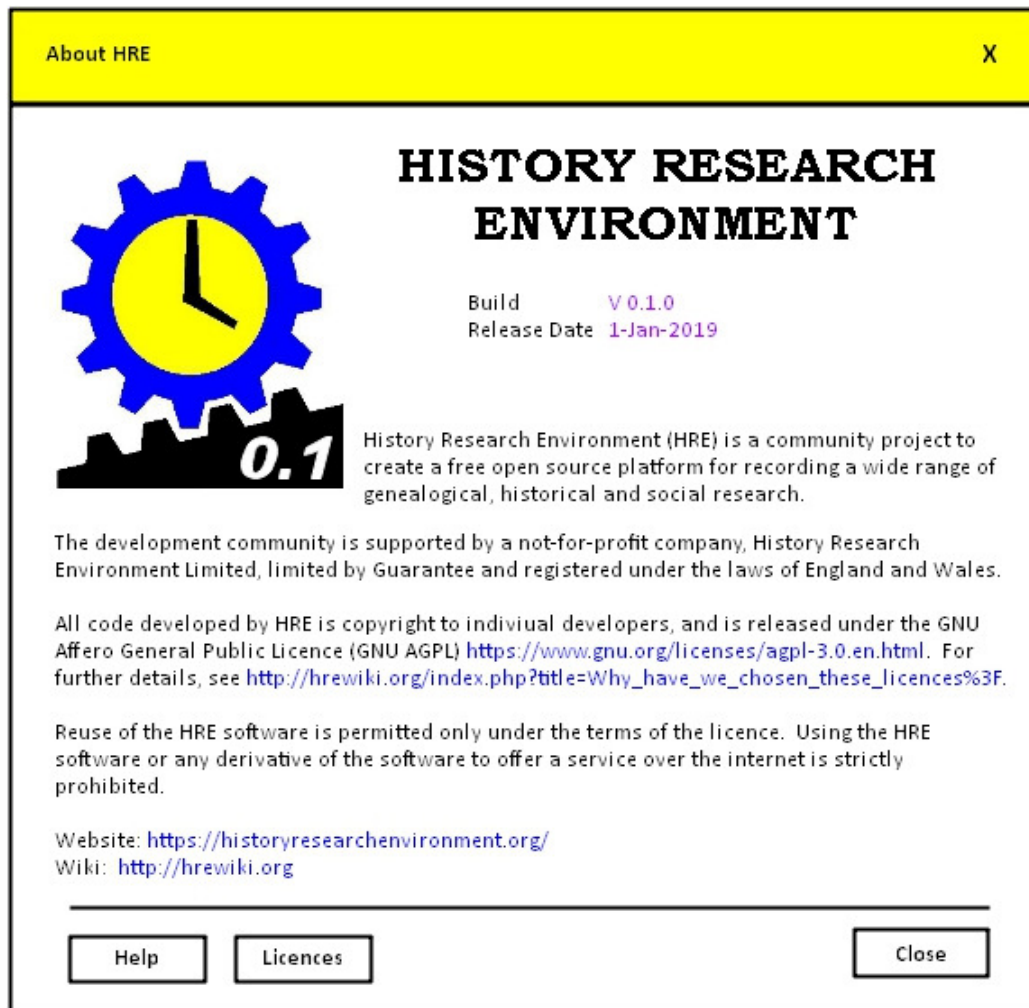 About HRE X
HISTORY RESEARCH
ENVIRONMENT
Build V 0.1.0
Release Date 1-Jan-2019
0.1
History Research Environment (HRE) is a community project to
create a free open source platform for recording a wide range of
genealogical, historical and social research.
The development community is supported by a not-for-profit company, History Research
Environment Limited, limited by Guarantee and registered under the laws of England and Wales.
All code developed by HRE is copyright to indiviual developers, and is released under the GNU
Affero General Public Licence (GNU AGPL) https://www.gnu.org/licenses/agpl-3.0.en.html. For
further details, see http://hrewiki.org/index.php?title=Why_have_we_chosen_these_licences%3F.
Reuse of the HRE software is permitted only under the terms of the licence. Using the HRE
software or any derivative of the software to offer a service over the internet is strictly
prohibited.
Website: https://historyresearchenvironment.org/
Wiki: http://hrewiki.org
Help Licences Close